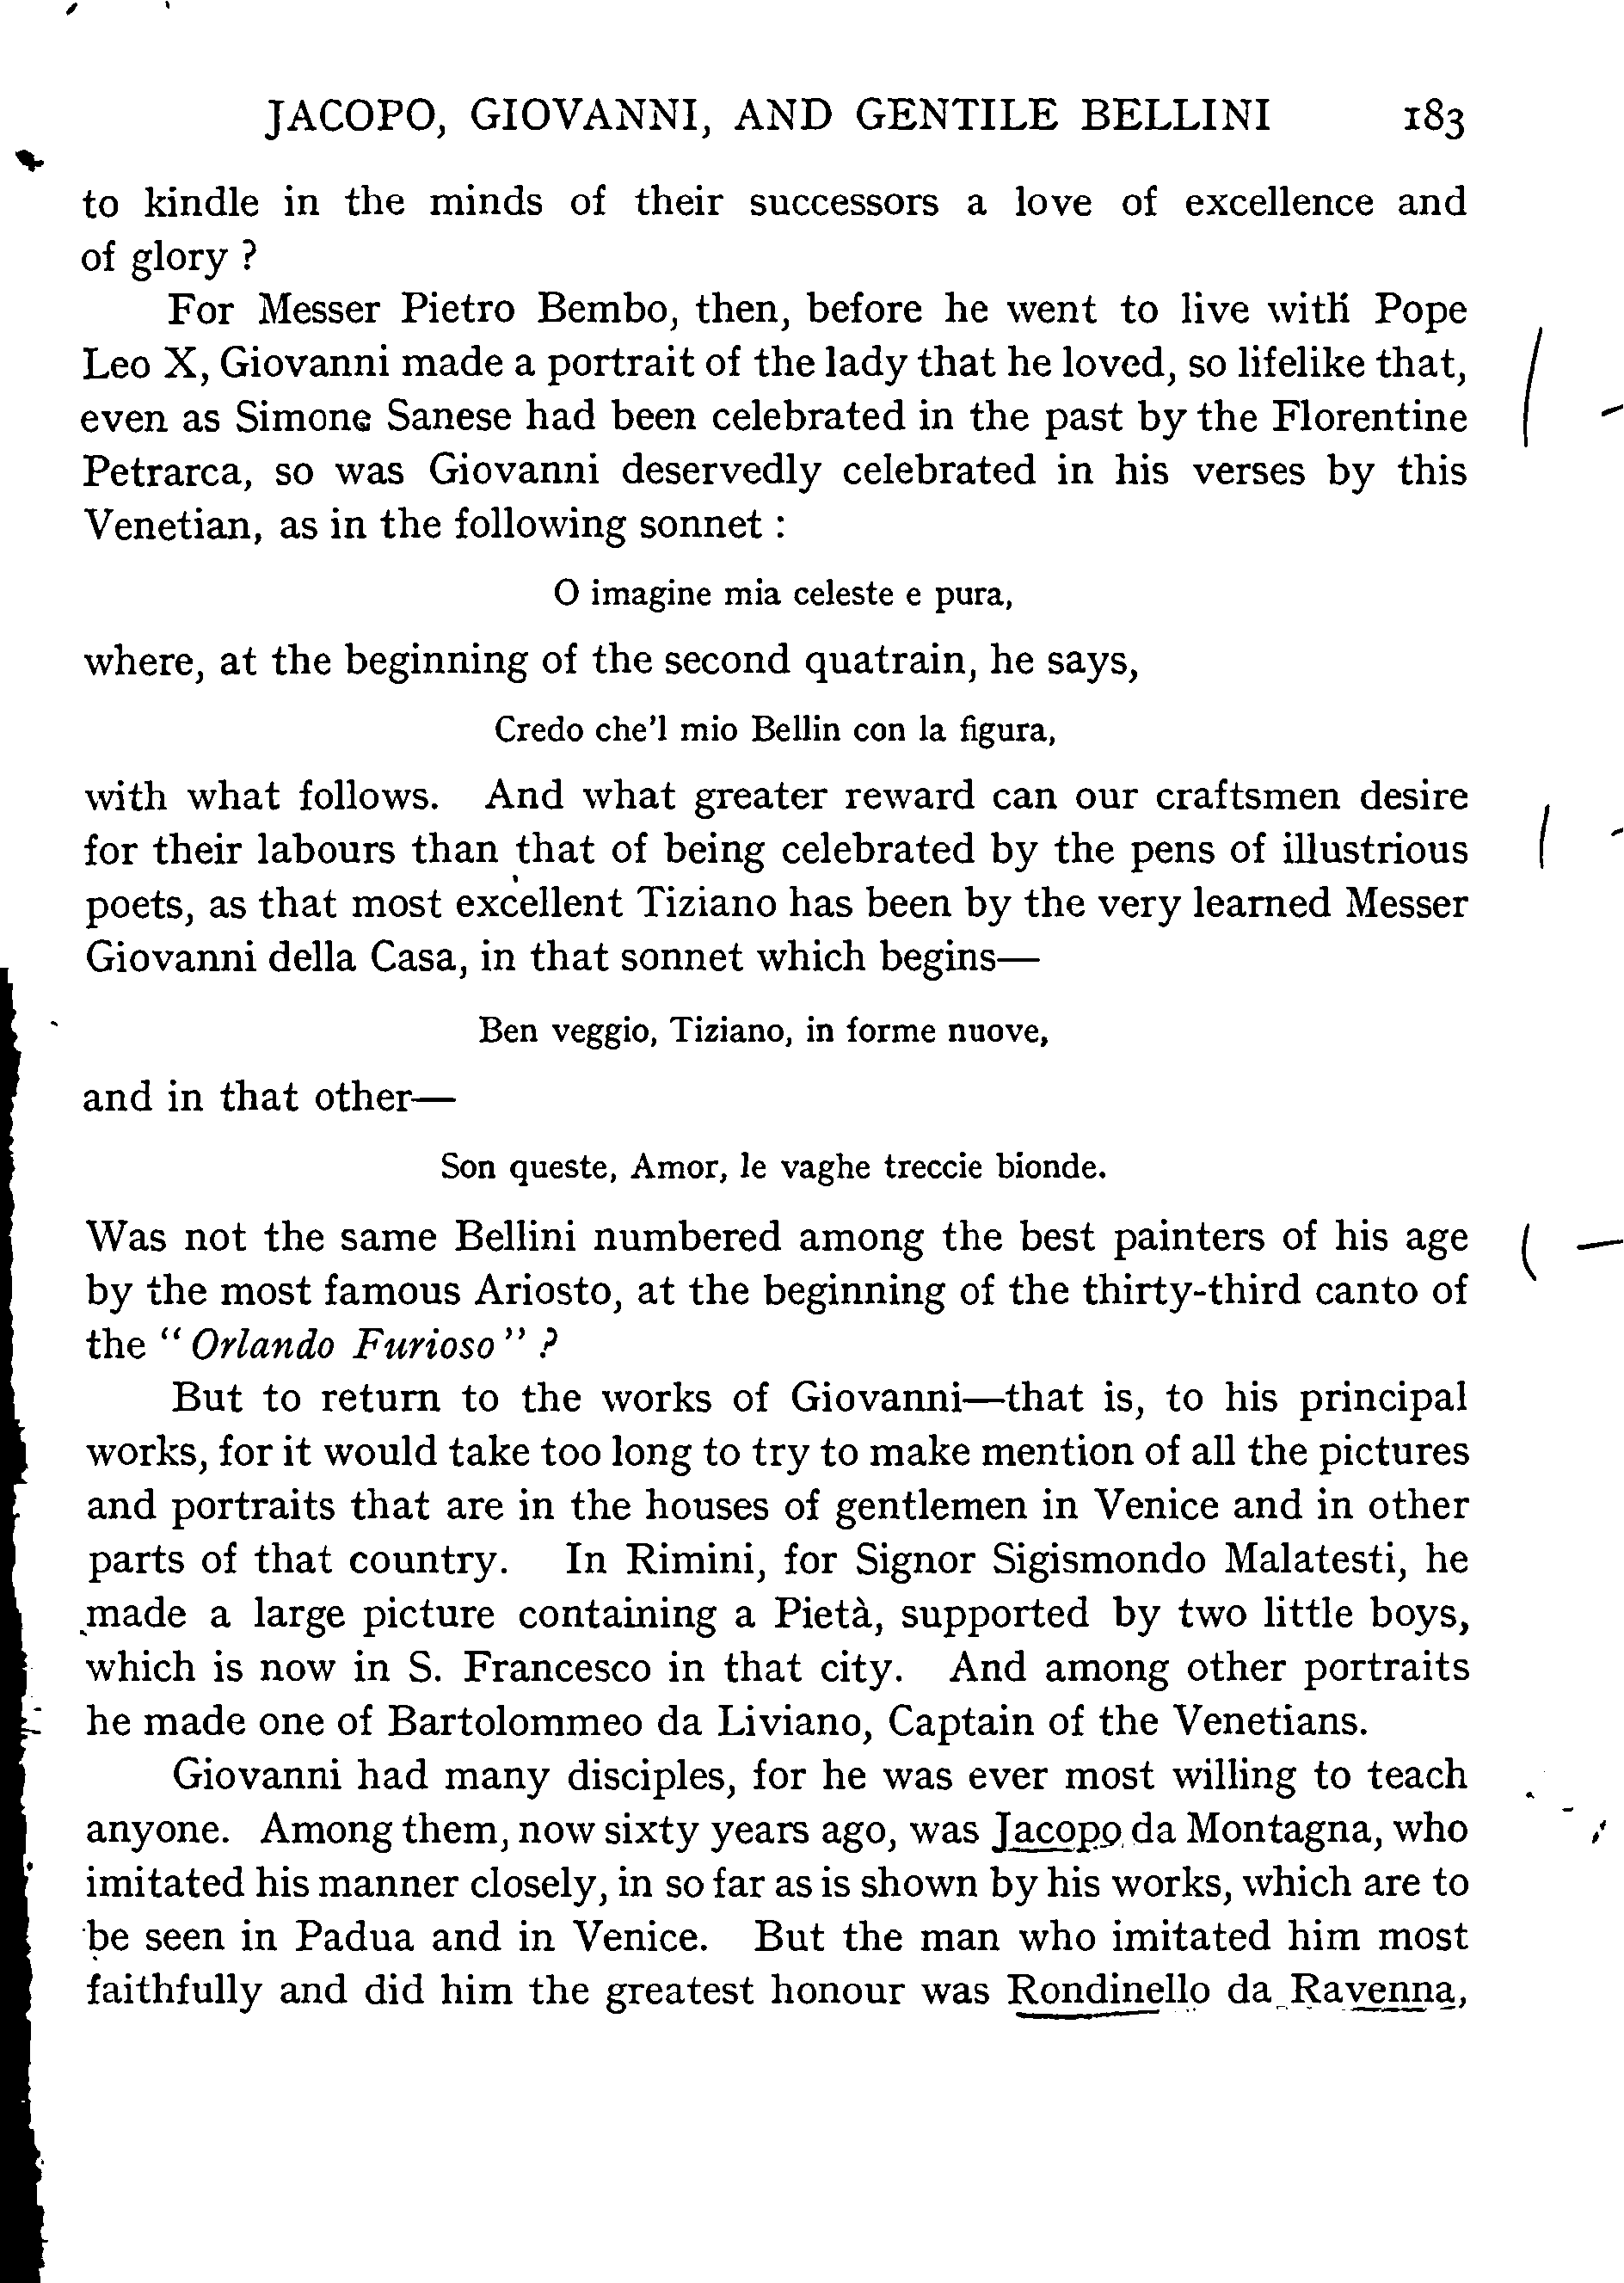 JACOPO, GIOVANNI, AND GENTILE BELLINI 183
to kindle in the minds of their successors a love of excellence and
of glory ?
For Messer Pietro Bembo, then, before he went to live with Pope
Leo X, Giovanni made a portrait of the lady that he loved, so lifelike that,
even as Simone Sanese had been celebrated in the past by the Florentine
Petrarca, so was Giovanni deservedly celebrated in his verses by this
Venetian, as in the following sonnet :
O imagine mia celeste e pura,
where, at the beginning of the second quatrain, he says,
Credo che'l mio Bellin con la figura,
with what follows. And what greater reward can our craftsmen desire
for their labours than that of being celebrated by the pens of illustrious
poets, as that most excellent Tiziano has been by the very learned Messer
Giovanni della Casa, in that sonnet which begins—
Ben veggio, Tiziano, in forme nuove,
and in that other—
Son queste, Amor, le vaghe treccie bionde.
Was not the same Bellini numbered among the best painters of his age
by the most famous Ariosto, at the beginning of the thirty-third canto of
the “ Orlando Furioso ” ?
But to return to the works of Giovanni—that is, to his principal
works, for it would take too long to try to make mention of all the pictures
and portraits that are in the houses of gentlemen in Venice and in other
parts of that country. In Rimini, for Signor Sigismondo Malatesti, he
made a large picture containing a Pietà, supported by two little boys,
which is now in S. Francesco in that city. And among other portraits
he made one of Bartolommeo da Liviano, Captain of the Venetians.
Giovanni had many disciples, for he was ever most willing to teach
anyone. Among them, now sixty years ago, was Jacopo da Montagna, who
imitated his manner closely, in so far as is shown by his works, which are to
be seen in Padua and in Venice. But the man who imitated him most
faithfully and did him the greatest honour was Rondinello da Ravenna,